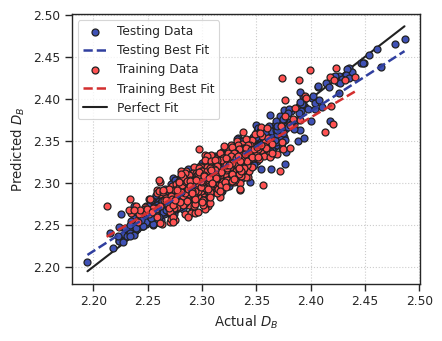 2.50
2.45
2.40
2.35
2.30
2.25
2.20
Predicted D_B
Testing Data
Testing Best Fit
Training Data
Training Best Fit
Perfect Fit
2.20 2.25 2.30 2.35 2.40 2.45 2.50
Actual D_B